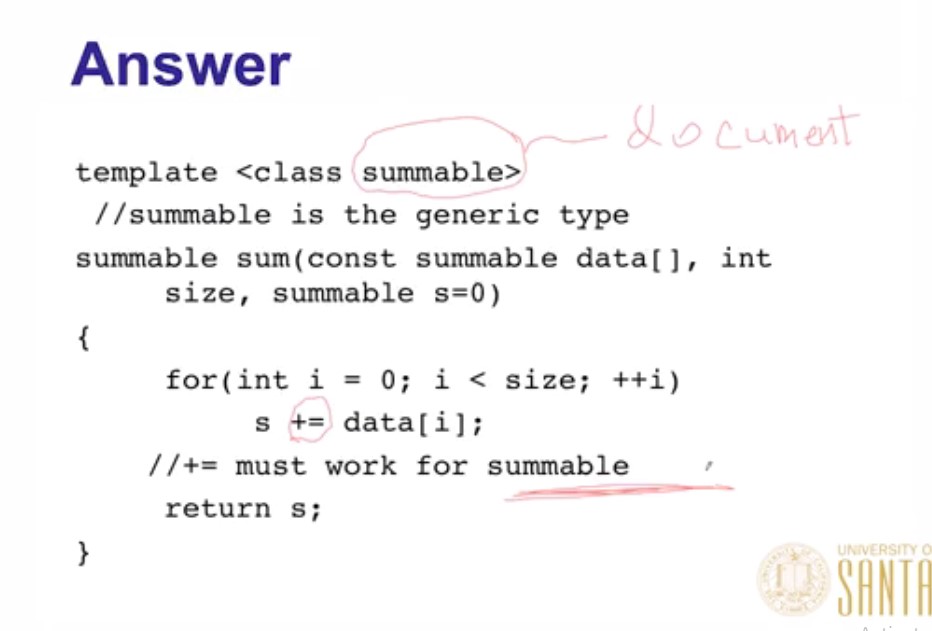 Answer
document
template <class summable>
//summable is the generic type
summable sum(const summable data[], int
size, summable s=0)
{
for(int i = 0; i < size; ++i)
s += data[i];
//+= must work for summable
return s;
}
UNIVERSITY O
SANTA